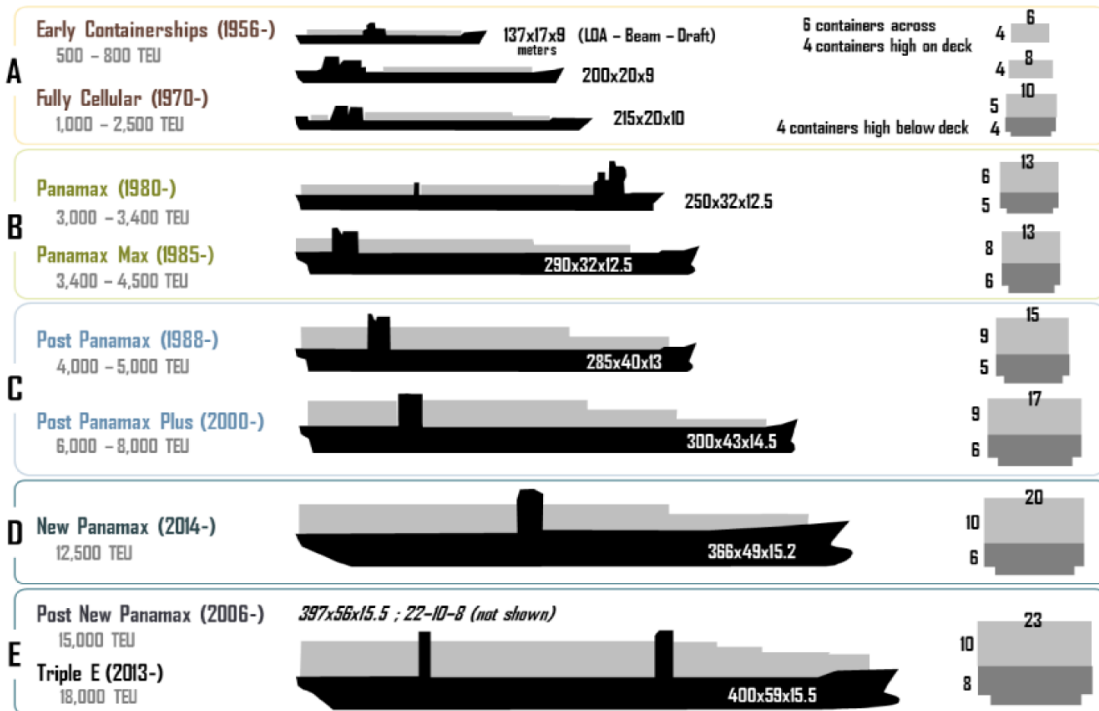 A
Early Containerships (1956-)
500 – 800 TEU
137x17x9 (LOA – Beam – Draft)
meters
6 containers across
4 containers high on deck
6
4
200x20x9
8
4
Fully Cellular (1970-)
1,000 – 2,500 TEU
215x20x10
4 containers high below deck
10
5
4
B
Panamax (1980-)
3,000 – 3,400 TEU
250x32x12.5
13
6
5
Panamax Max (1985-)
3,400 – 4,500 TEU
290x32x12.5
13
8
6
C
Post Panamax (1988-)
4,000 – 5,000 TEU
285x40x13
15
9
5
Post Panamax Plus (2000-)
6,000 – 8,000 TEU
300x43x14.5
17
9
6
D
New Panamax (2014-)
12,500 TEU
366x49x15.2
20
10
6
E
Post New Panamax (2006-)
15,000 TEU
397x56x15.5 ; 22-10-8 (not shown)
Triple E (2013-)
18,000 TEU
400x59x15.5
23
10
8